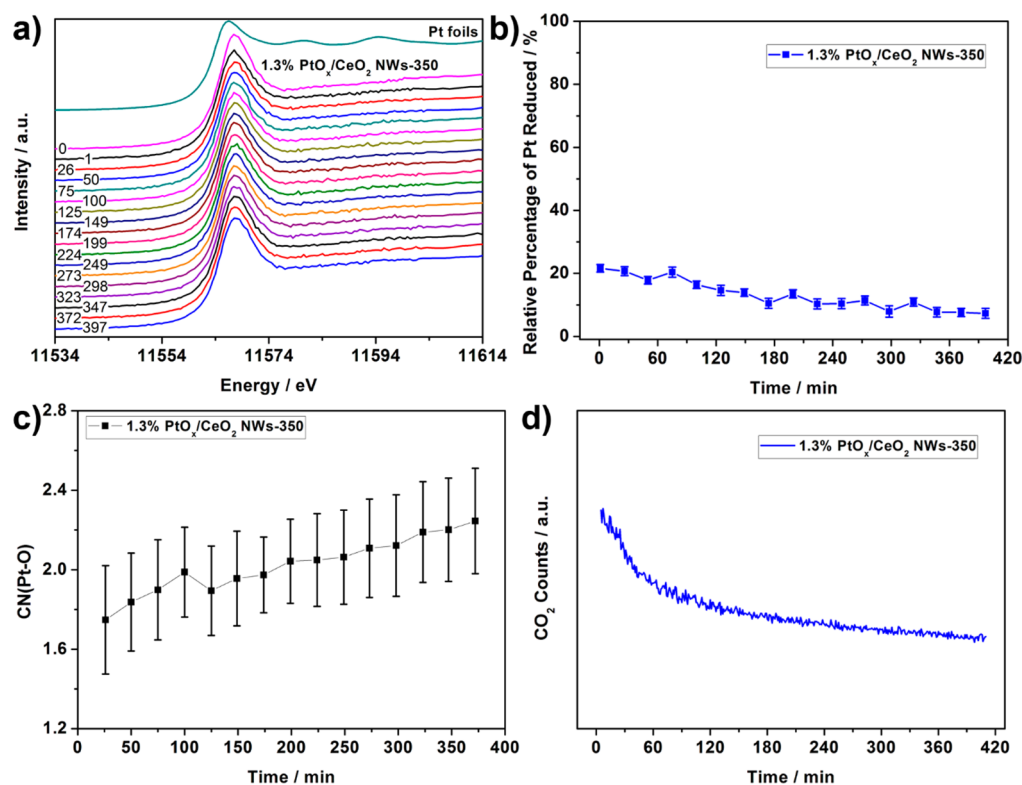 a)
Pt foils
1.3% PtOₓ/CeO₂ NWs-350
0
1
26
50
75
100
125
149
174
199
224
249
273
298
323
347
372
397
Intensity / a.u.
11534 11554 11574 11594 11614
Energy / eV
b)
1.3% PtOₓ/CeO₂ NWs-350
Relative Percentage of Pt Reduced / %
100
80
60
40
20
0
0 60 120 180 240 300 360 420
Time / min
c)
1.3% PtOₓ/CeO₂ NWs-350
CN(Pt-O)
2.8
2.4
2.0
1.6
1.2
0 50 100 150 200 250 300 350 400
Time / min
d)
1.3% PtOₓ/CeO₂ NWs-350
CO₂ Counts / a.u.
0 60 120 180 240 300 360 420
Time / min